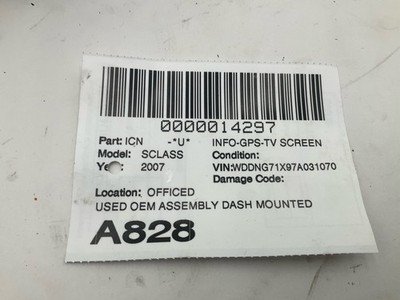 0000014297
Part: ICN -*U* INFO-GPS-TV SCREEN
Model: SCLASS Condition:
Year: 2007 VIN:WDDNG71X97A031070
Damage Code:
Location: OFFICED
USED OEM ASSEMBLY DASH MOUNTED
A828